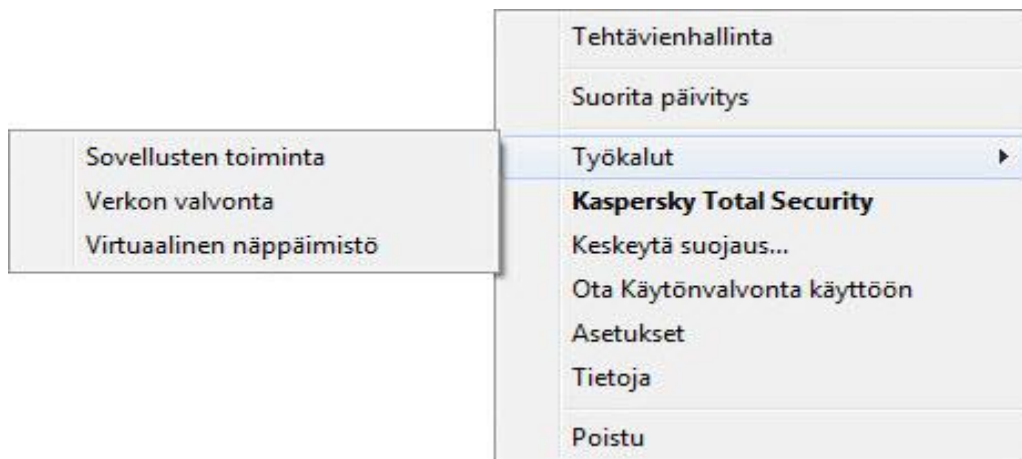 Tehtävienhallinta
Suorita päivitys
Työkalut
Sovellusten toiminta
Verkon valvonta
Virtuaalinen näppäimistö
Kaspersky Total Security
Keskeytä suojaus...
Ota Käytönvalvonta käyttöön
Asetukset
Tietoja
Poistu